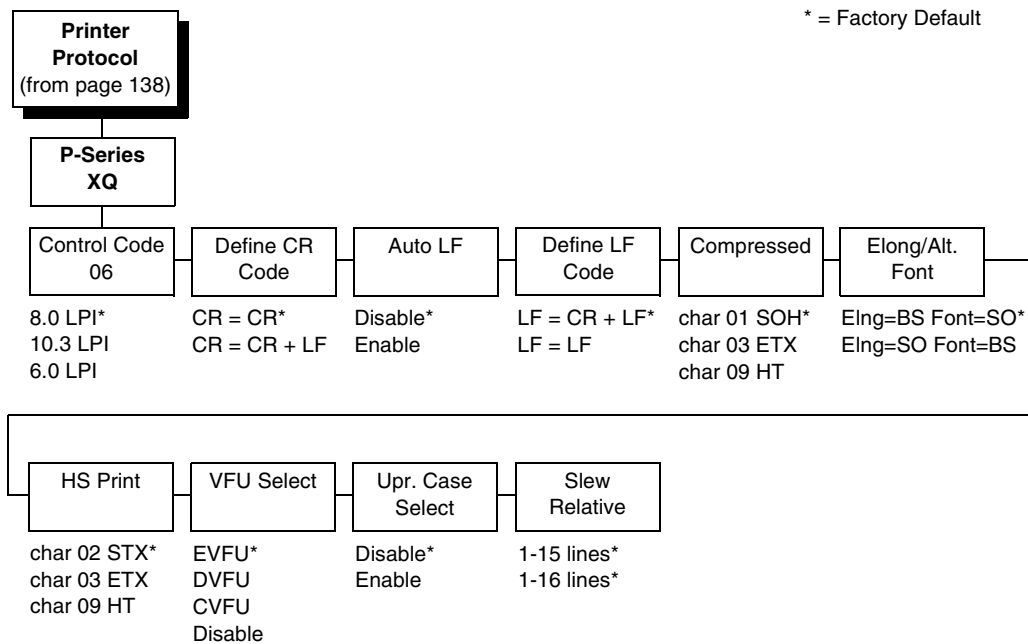 * = Factory Default
Printer
Protocol
(from page 138)
P-Series
XQ
Control Code
06
8.0 LPI*
10.3 LPI
6.0 LPI
Define CR
Code
CR = CR*
CR = CR + LF
Auto LF
Disable*
Enable
Define LF
Code
LF = CR + LF*
LF = LF
Compressed
char 01 SOH*
char 03 ETX
char 09 HT
Elong/Alt.
Font
Elng=BS Font=SO*
Elng=SO Font=BS
HS Print
char 02 STX*
char 03 ETX
char 09 HT
VFU Select
EVFU*
DVFU
CVFU
Disable
Upr. Case
Select
Disable*
Enable
Slew
Relative
1-15 lines*
1-16 lines*